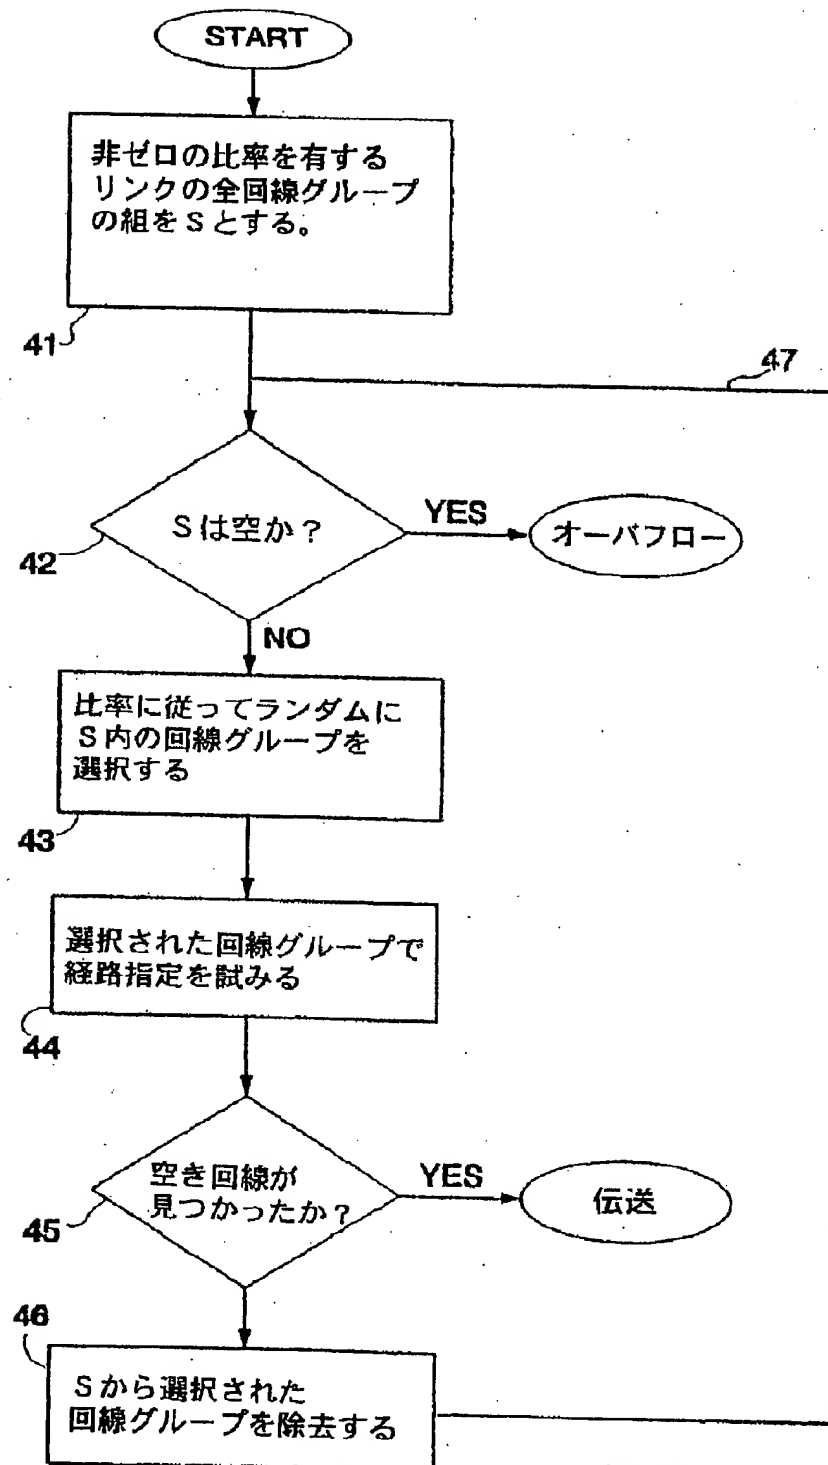 START
非ゼロの比率を有する
リンクの全回線グループ
の組をSとする。
41
47
Sは空か?
YES
オーバフロー
42
NO
比率に従ってランダムに
S内の回線グループを
選択する
43
選択された回線グループで
経路指定を試みる
44
空き回線が
見つかったか?
YES
伝送
45
46
Sから選択された
回線グループを除去する